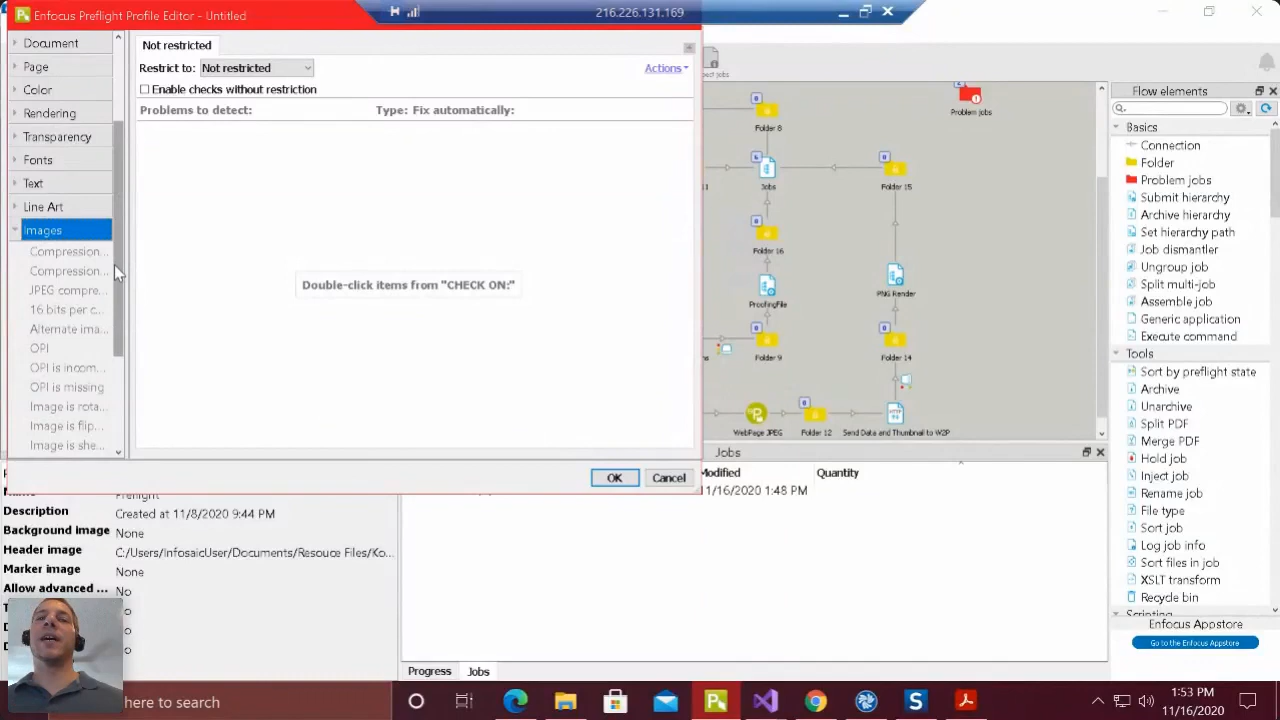 Enfocus Preflight Profile Editor - Untitled
216.226.131.169
Document
Page
Color
Rendering
Transparency
Fonts
Text
Line Art
Images
Compression...
Compression...
JPEG compre...
16 bits per c...
Alternate ima...
OPI
OPI is incom...
OPI is missing
Image is rota...
Image is flip...
Image is she...
Not restricted
Restrict to: Not restricted
Actions
Enable checks without restriction
Problems to detect: Type: Fix automatically:
Double-click items from "CHECK ON:"
OK Cancel
Problem jobs
Folder 8
11
Jobs
Folder 15
Folder 16
ProofingFile
PNG Render
Folder 9
Folder 14
WebPage JPEG
Folder 12
Send Data and Thumbnail to W2P
Flow elements
Basics
Connection
Folder
Problem jobs
Submit hierarchy
Archive hierarchy
Set hierarchy path
Job dismantler
Ungroup job
Split multi-job
Assemble job
Generic application
Execute command
Tools
Sort by preflight state
Archive
Unarchive
Split PDF
Merge PDF
Hold job
Inject job
Rename job
File type
Sort job
Log job info
Sort files in job
XSLT transform
Recycle bin
Scripting
Enfocus Appstore
Go to the Enfocus Appstore
Jobs
Modified
Quantity
11/16/2020 1:48 PM
Preflight
Description
Created at 11/8/2020 9:44 PM
Background image
None
Header image
C:/Users/InfosaicUser/Documents/Resouce Files/Ko...
Marker image
None
Allow advanced ...
No
Progress
Jobs
here to search
1:53 PM
11/16/2020